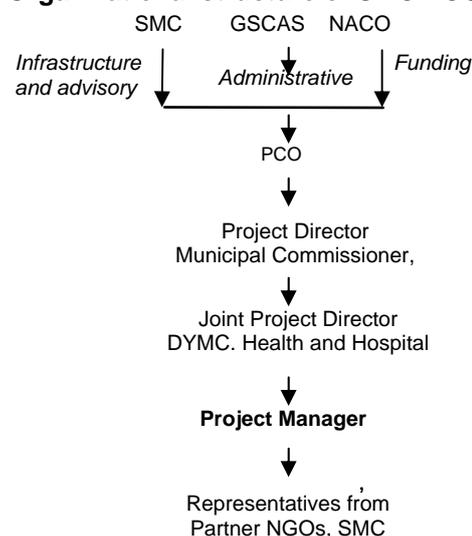 SMC GSCAS NACO
Infrastructure
and advisory
Administrative
Funding
PCO
Project Director
Municipal Commissioner,
Joint Project Director
DYMC. Health and Hospital
Project Manager
,
Representatives from
Partner NGOs. SMC